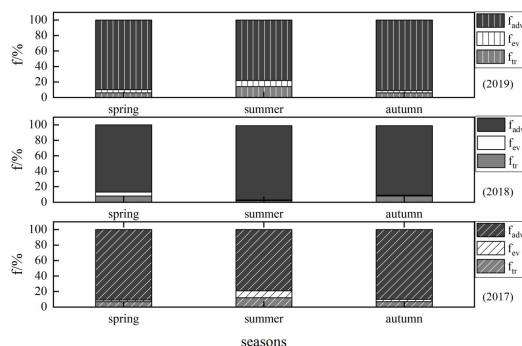 f/%
100
80
60
40
20
0
spring
summer
autumn
f_adv
f_ev
f_tr
(2019)
f/%
100
80
60
40
20
0
spring
summer
autumn
f_adv
f_ev
f_tr
(2018)
f/%
100
80
60
40
20
0
spring
summer
autumn
f_adv
f_ev
f_tr
(2017)
seasons